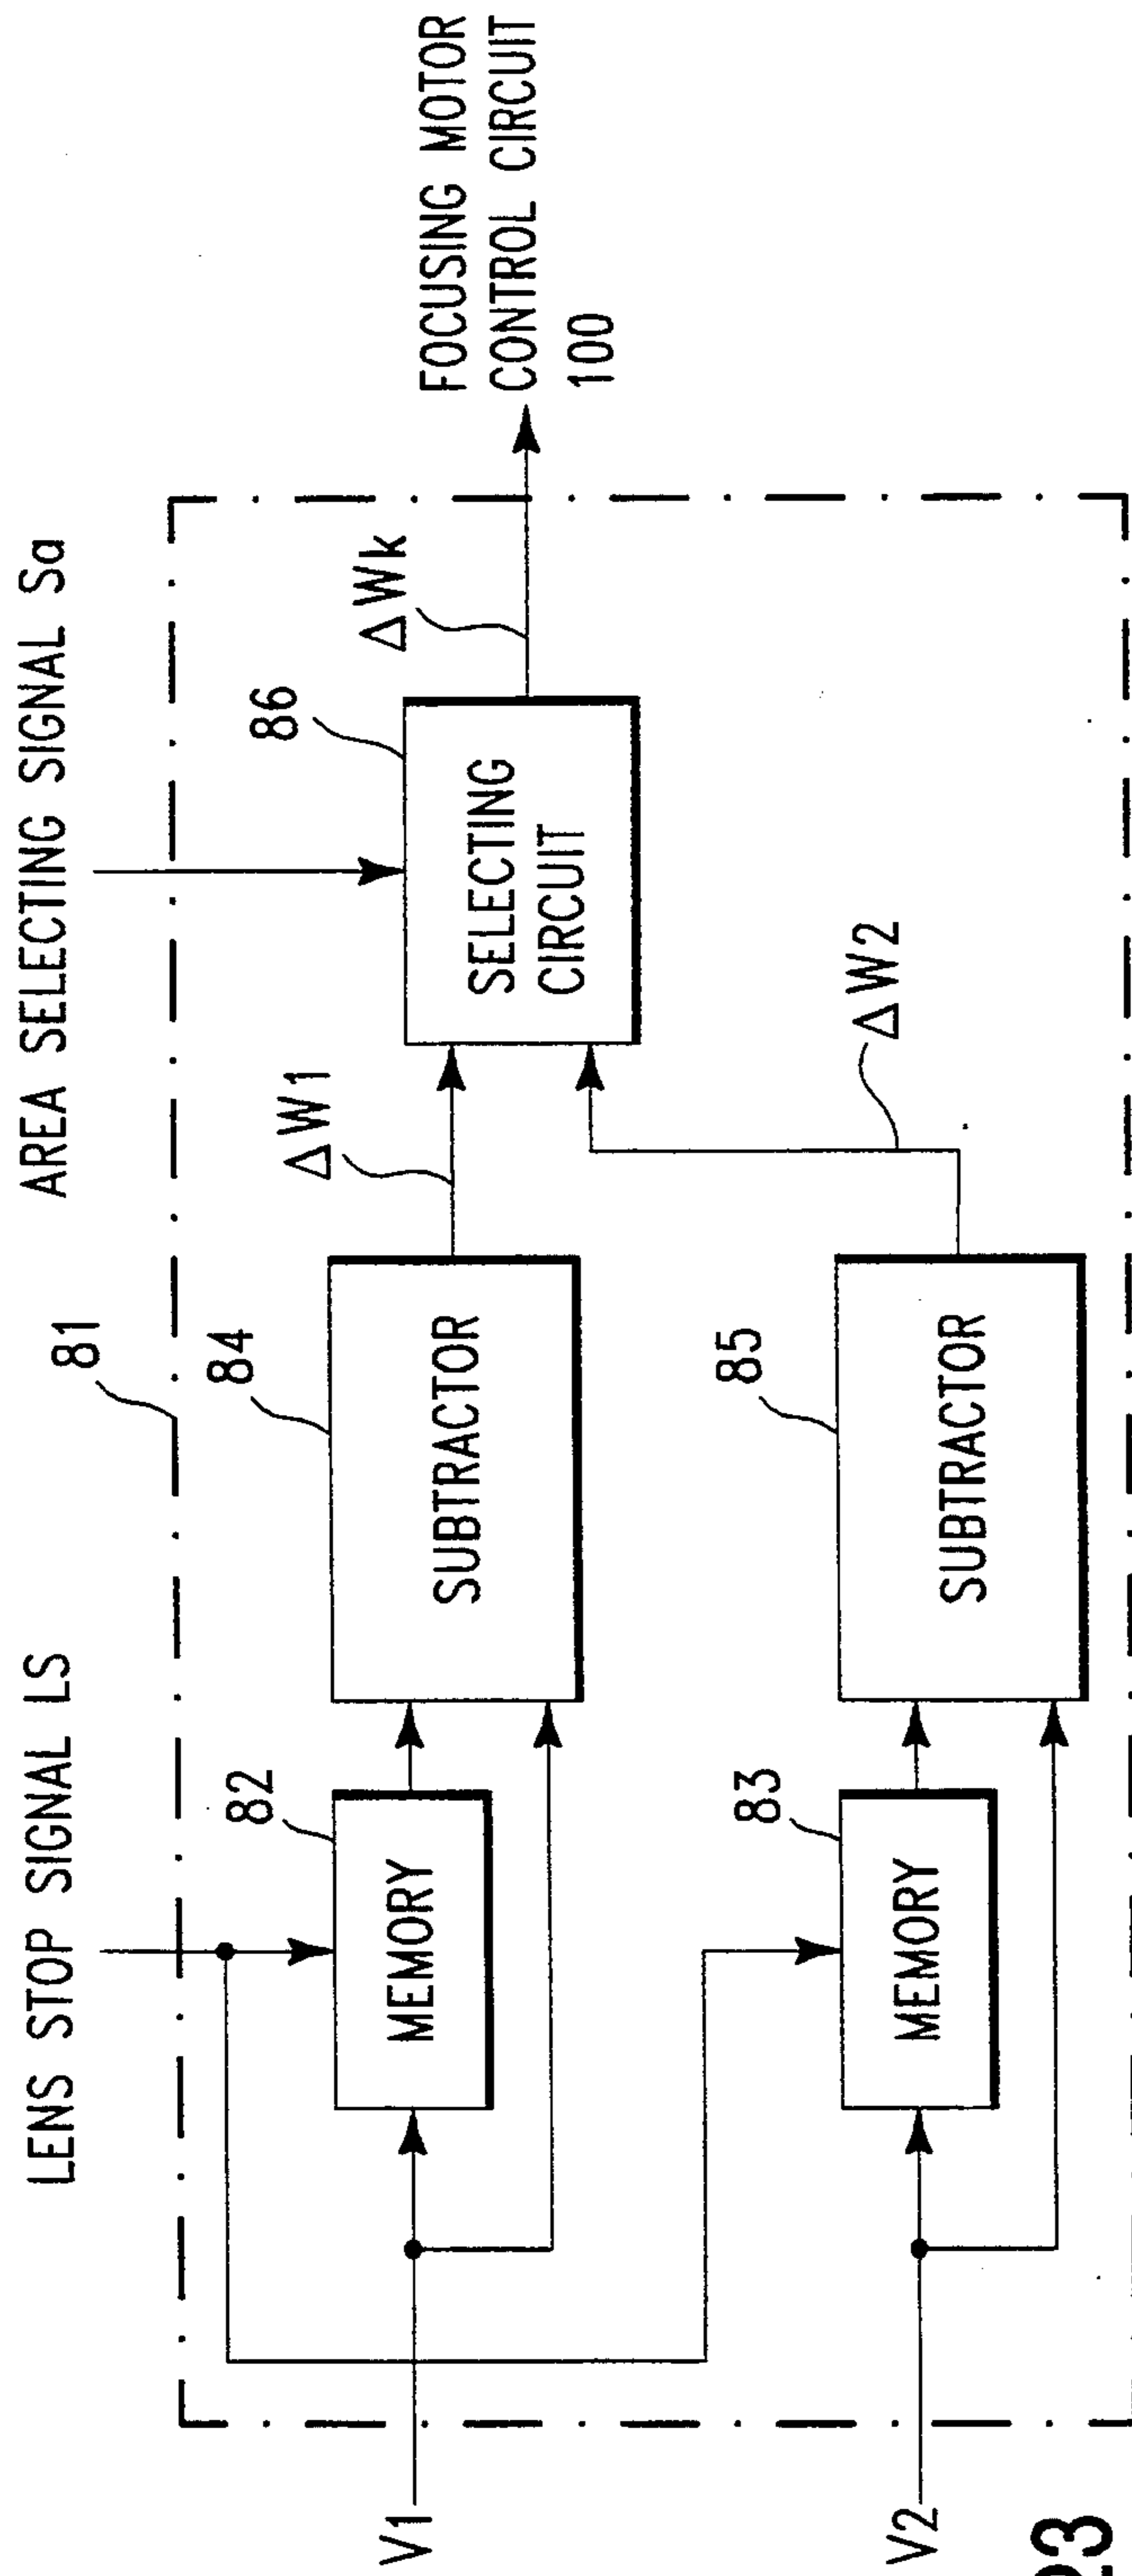 LENS STOP SIGNAL LS
AREA SELECTING SIGNAL Sa
81
82
84
86
MEMORY
SUBTRACTOR
ΔW1
SELECTING
CIRCUIT
ΔWk
FOCUSING MOTOR
CONTROL CIRCUIT
100
V1
83
85
MEMORY
SUBTRACTOR
ΔW2
V2
23